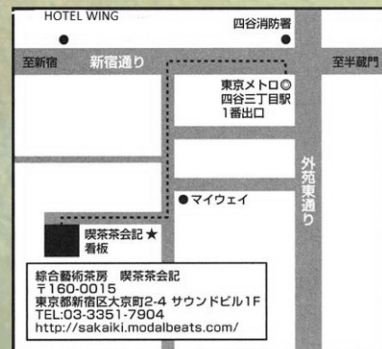 HOTEL WING
四谷消防署
至新宿
新宿通り
至半蔵門
東京メトロ◎
四谷三丁目駅
1番出口
外苑東通り
●マイウェイ
喫茶茶会記★
看板
綜合藝術茶房 喫茶茶会記
〒160-0015
東京都新宿区大京町2-4 サウンドビル1F
TEL:03-3351-7904
http://sakaiki.modalbeats.com/